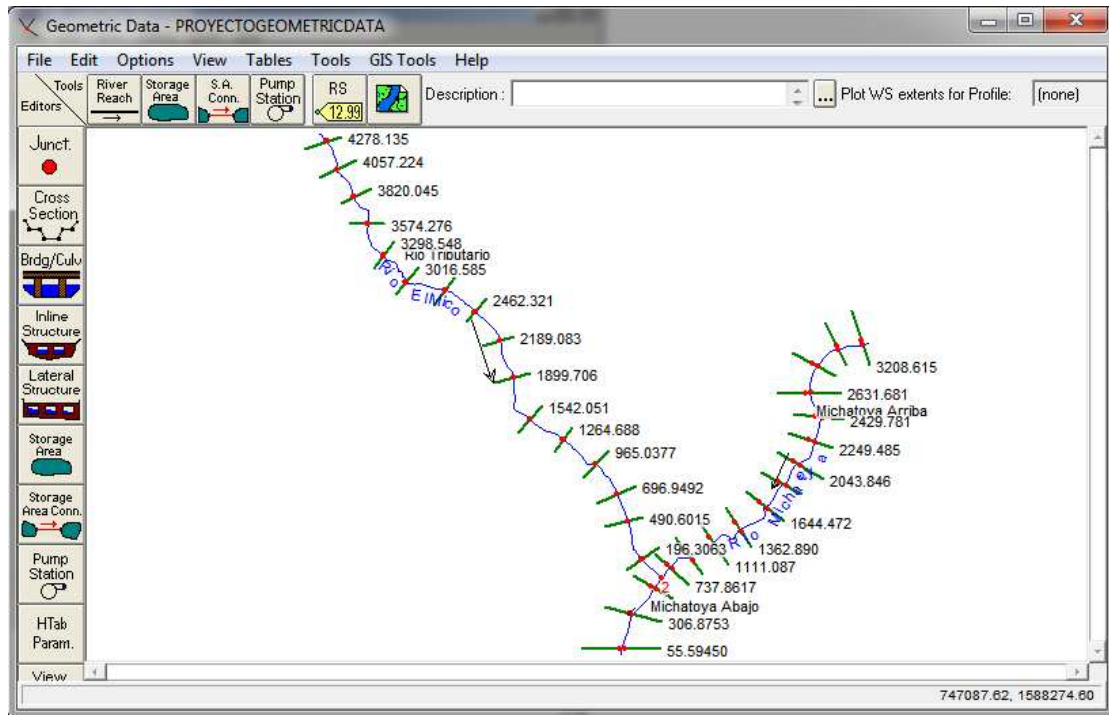 Geometric Data - PROYECTOGEOMETRICDATA
File Edit Options View Tables Tools GIS Tools Help
Tools
Editors
River
Reach
Storage
Area
S.A.
Conn.
Pump
Station
RS
12.99
Description :
...
Plot WS extents for Profile:
(none)
Junct.
Cross
Section
Brdg/Culv
Inline
Structure
Lateral
Structure
Storage
Area
Storage
Area Conn.
Pump
Station
HTab
Param.
View
4278.135
4057.224
3820.045
3574.276
3298.548
Rio Tributario
3016.585
Rio ElMico
2462.321
2189.083
1899.706
1542.051
1264.688
965.0377
696.9492
490.6015
196.3063
3208.615
2631.681
Michatoya Arriba
2429.781
2249.485
2043.846
1644.472
1362.890
1111.087
737.8617
2
Michatoya Abajo
306.8753
55.59450
747087.62, 1588274.60